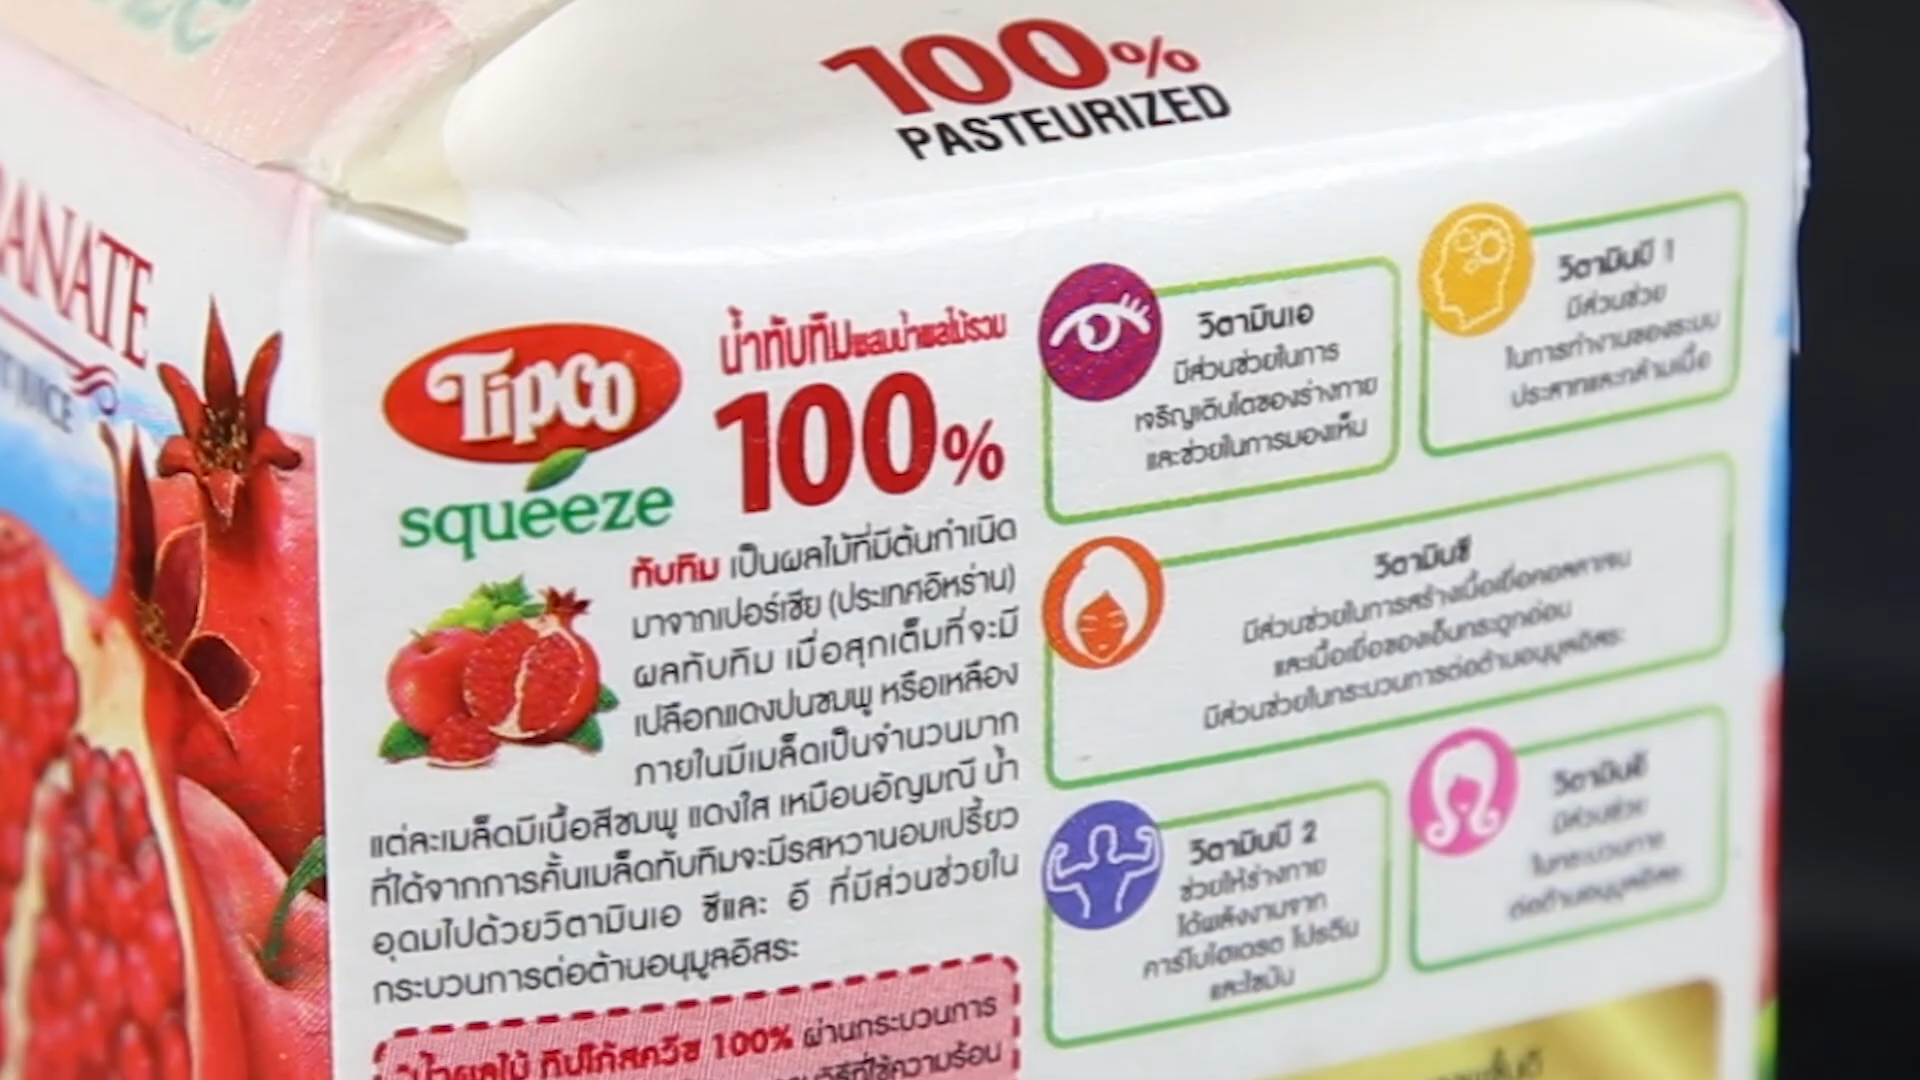 100%
PASTEURIZED
ANATE
JUICE
Tipco
squeeze
น้ำทับทิมผสมน้ำผลไม้รวม
100%
ทับทิม เป็นผลไม้ที่มีต้นกำเนิด
มาจากเปอร์เซีย (ประเทศอิหร่าน)
ผลทับทิม เมื่อสุกเต็มที่จะมี
เปลือกแดงปนชมพู หรือเหลือง
ภายในมีเมล็ดเป็นจำนวนมาก
แต่ละเมล็ดมีเนื้อสีชมพู แดงใส เหมือนอัญมณี น้ำ
ที่ได้จากการคั้นเมล็ดทับทิมจะมีรสหวานอมเปรี้ยว
อุดมไปด้วยวิตามินเอ ซีและ อี ที่มีส่วนช่วยใน
กระบวนการต่อต้านอนุมูลอิสระ
น้ำผลไม้ ทิปโก้สควีซ 100% ผ่านกระบวนการ
วิธีที่ใช้ความร้อน
วิตามินเอ
มีส่วนช่วยในการ
เจริญเติบโตของร่างกาย
และช่วยในการมองเห็น
วิตามินบี 1
มีส่วนช่วย
ในการทำงานของระบบ
ประสาทและกล้ามเนื้อ
วิตามินซี
มีส่วนช่วยในการสร้างเนื้อเยื่อคอลลาเจน
และเนื้อเยื่อของเอ็นกระดูกอ่อน
มีส่วนช่วยในกระบวนการต่อต้านอนุมูลอิสระ
วิตามินบี 2
ช่วยให้ร่างกาย
ได้พลังงานจาก
คาร์โบไฮเดรต โปรตีน
และไขมัน
วิตามินอี
มีส่วนช่วย
ในกระบวนการ
ต่อต้านอนุมูลอิสระ